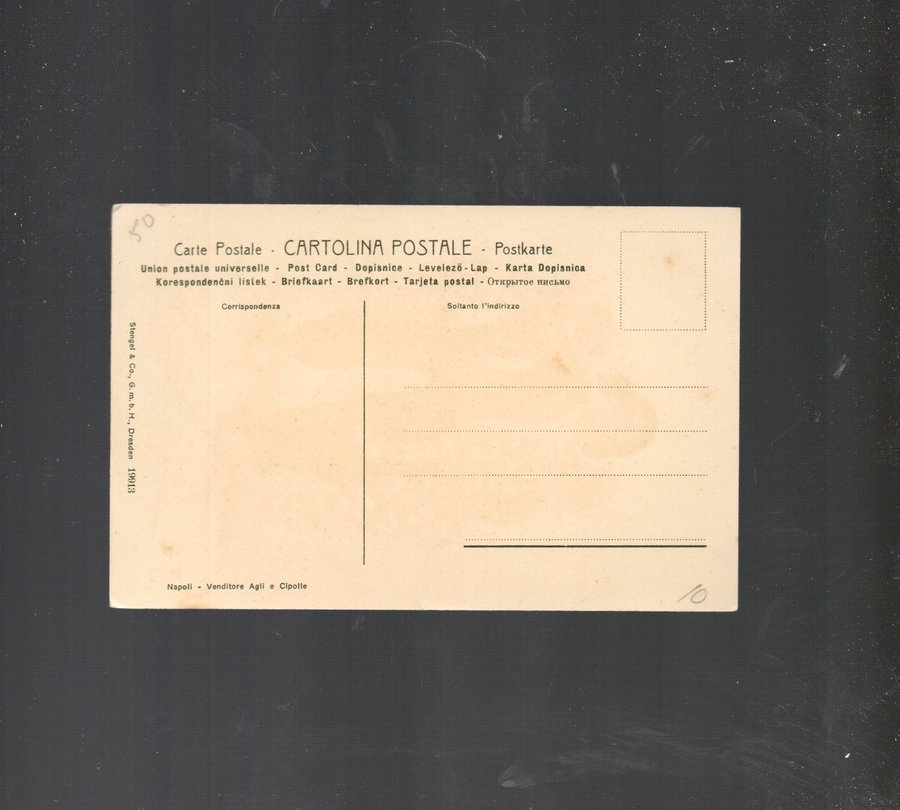 50
Carte Postale - CARTOLINA POSTALE - Postkarte
Union postale universelle - Post Card - Dopisnice - Levelező-Lap - Karta Dopisnica
Korespondenční lístek - Briefkaart - Brefkort - Tarjeta postal - Открытое письмо
Corrispondenza
Soltanto l'indirizzo
Stengel & Co., G. m. b. H., Dresden 19913
Napoli - Venditore Agli e Cipolle
10